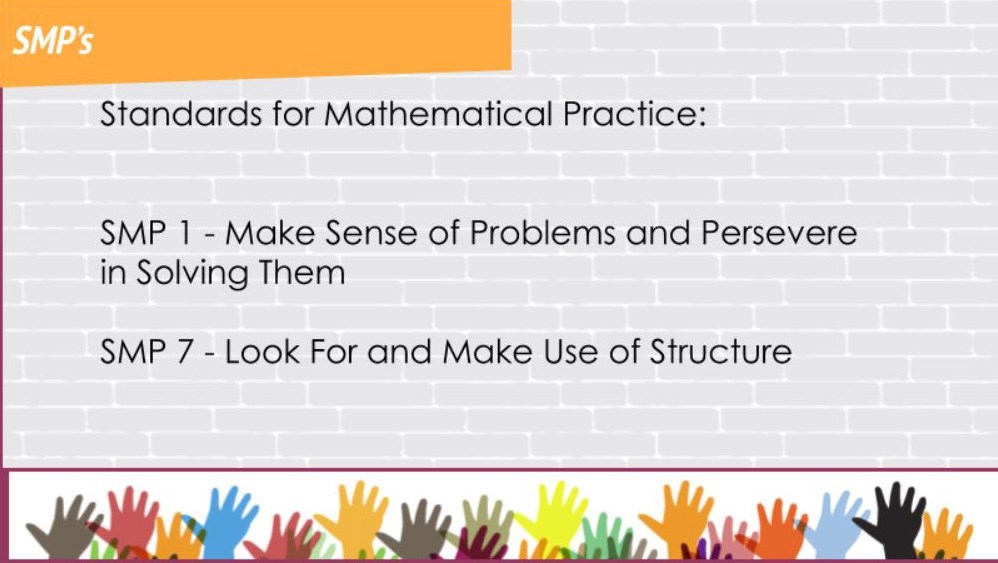 SMP's
Standards for Mathematical Practice:
SMP 1 - Make Sense of Problems and Persevere
in Solving Them
SMP 7 - Look For and Make Use of Structure